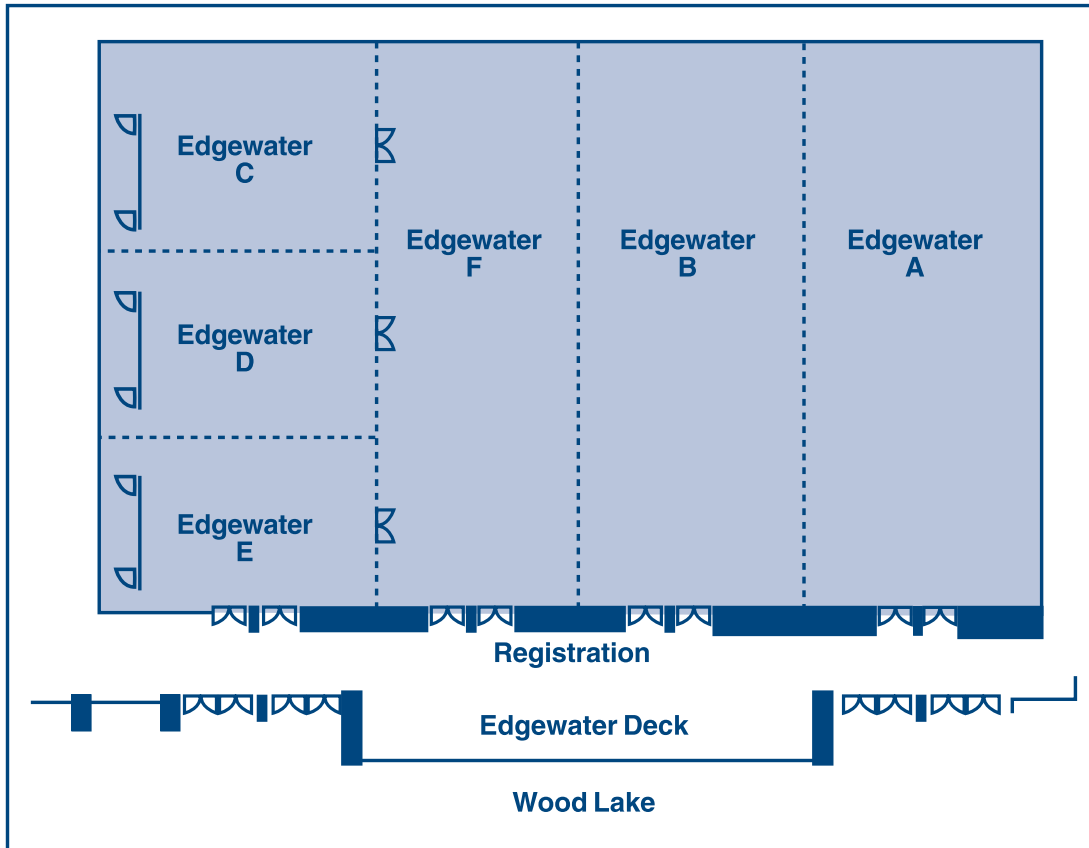 Edgewater
C
Edgewater
D
Edgewater
E
Edgewater
F
Edgewater
B
Edgewater
A
Registration
Edgewater Deck
Wood Lake